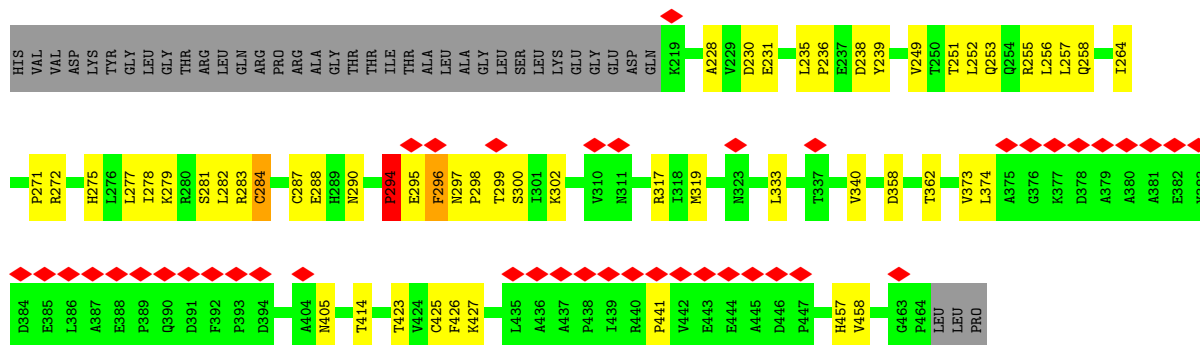 HIS VAL VAL ASP LYS TYR GLY LEU GLY THR ARG LEU GLN ARG PRO ARG ALA GLY THR THR ILE THR ALA LEU ALA GLY LEU SER LEU LEU LYS GLU GLY GLU ASP GLN K219 A228 V229 D230 E231 L235 P236 E237 D238 Y239 V249 T250 T251 L252 Q253 Q254 R255 L256 L257 Q258 I264
P271 R272 H275 L276 L277 I278 K279 R280 S281 L282 R283 C284 C287 E288 H289 N290 P294 E295 F296 N297 P298 T299 S300 I301 K302 V310 N311 R317 I318 M319 N323 L333 T337 V340 D358 T362 V373 L374 A375 G376 K377 D378 A379 A380 A381 E382
D384 E385 L386 A387 E388 P389 Q390 D391 F392 P393 D394 A404 N405 T414 T423 V424 C425 F426 K427 L435 A436 A437 P438 I439 R440 P441 V442 E443 E444 A445 D446 P447 H457 V458 G463 P464 LEU LEU PRO